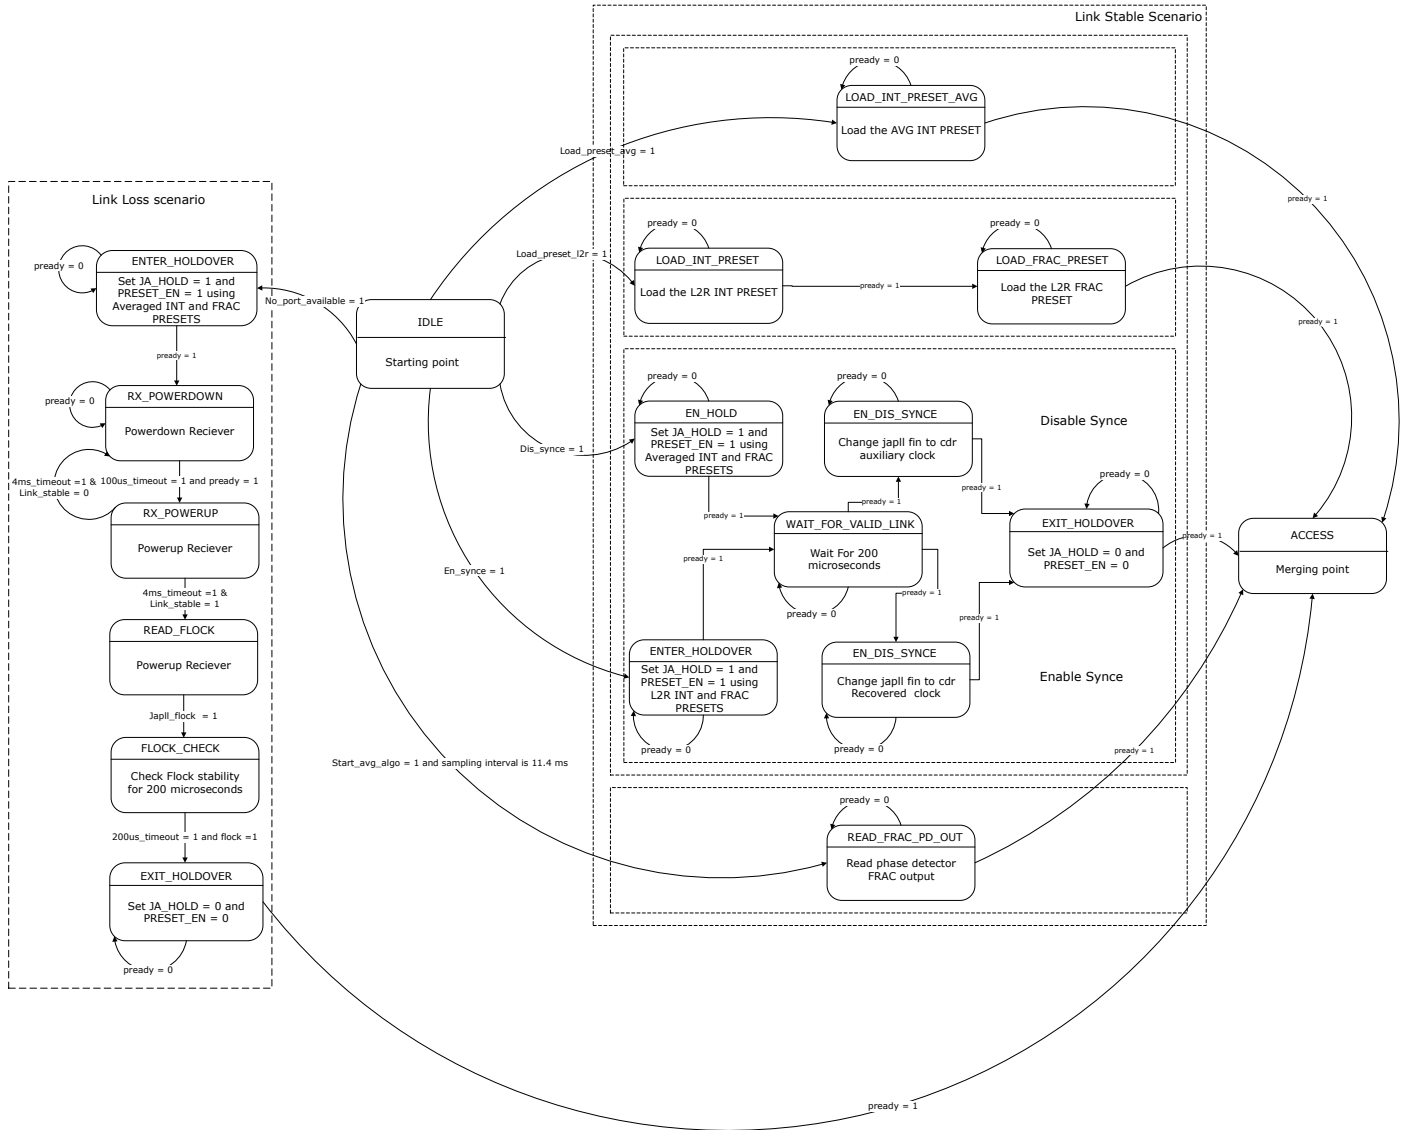 Link Stable Scenario
pready = 0
LOAD_INT_PRESET_AVG
Load the AVG INT PRESET
Load_preset_avg = 1
pready = 1
Link Loss scenario
pready = 0
ENTER_HOLDOVER
Set JA_HOLD = 1 and
PRESET_EN = 1 using
Averaged INT and FRAC
PRESETS
No_port_available = 1
pready = 1
pready = 0
RX_POWERDOWN
Powerdown Reciever
4ms_timeout =1 &
Link_stable = 0
100us_timeout = 1 and pready = 1
RX_POWERUP
Powerup Reciever
4ms_timeout =1 &
Link_stable = 1
READ_FLOCK
Powerup Reciever
Japll_flock  = 1
FLOCK_CHECK
Check Flock stability
for 200 microseconds
200us_timeout = 1 and flock =1
EXIT_HOLDOVER
Set JA_HOLD = 0 and
PRESET_EN = 0
pready = 0
IDLE
Starting point
Load_preset_l2r = 1
pready = 0
LOAD_INT_PRESET
Load the L2R INT PRESET
pready = 1
pready = 0
LOAD_FRAC_PRESET
Load the L2R FRAC
PRESET
pready = 1
Dis_synce = 1
pready = 0
EN_HOLD
Set JA_HOLD = 1 and
PRESET_EN = 1 using
Averaged INT and FRAC
PRESETS
pready = 1
pready = 0
EN_DIS_SYNCE
Change japll fin to cdr
auxiliary clock
Disable Synce
pready = 1
pready = 1
WAIT_FOR_VALID_LINK
Wait For 200
microseconds
pready = 0
pready = 1
pready = 1
pready = 0
EXIT_HOLDOVER
Set JA_HOLD = 0 and
PRESET_EN = 0
pready = 1
ACCESS
Merging point
En_synce = 1
ENTER_HOLDOVER
Set JA_HOLD = 1 and
PRESET_EN = 1 using
L2R INT and FRAC
PRESETS
pready = 0
EN_DIS_SYNCE
Change japll fin to cdr
Recovered  clock
pready = 0
pready = 1
Enable Synce
Start_avg_algo = 1 and sampling interval is 11.4 ms
pready = 0
READ_FRAC_PD_OUT
Read phase detector
FRAC output
pready = 1
pready = 1